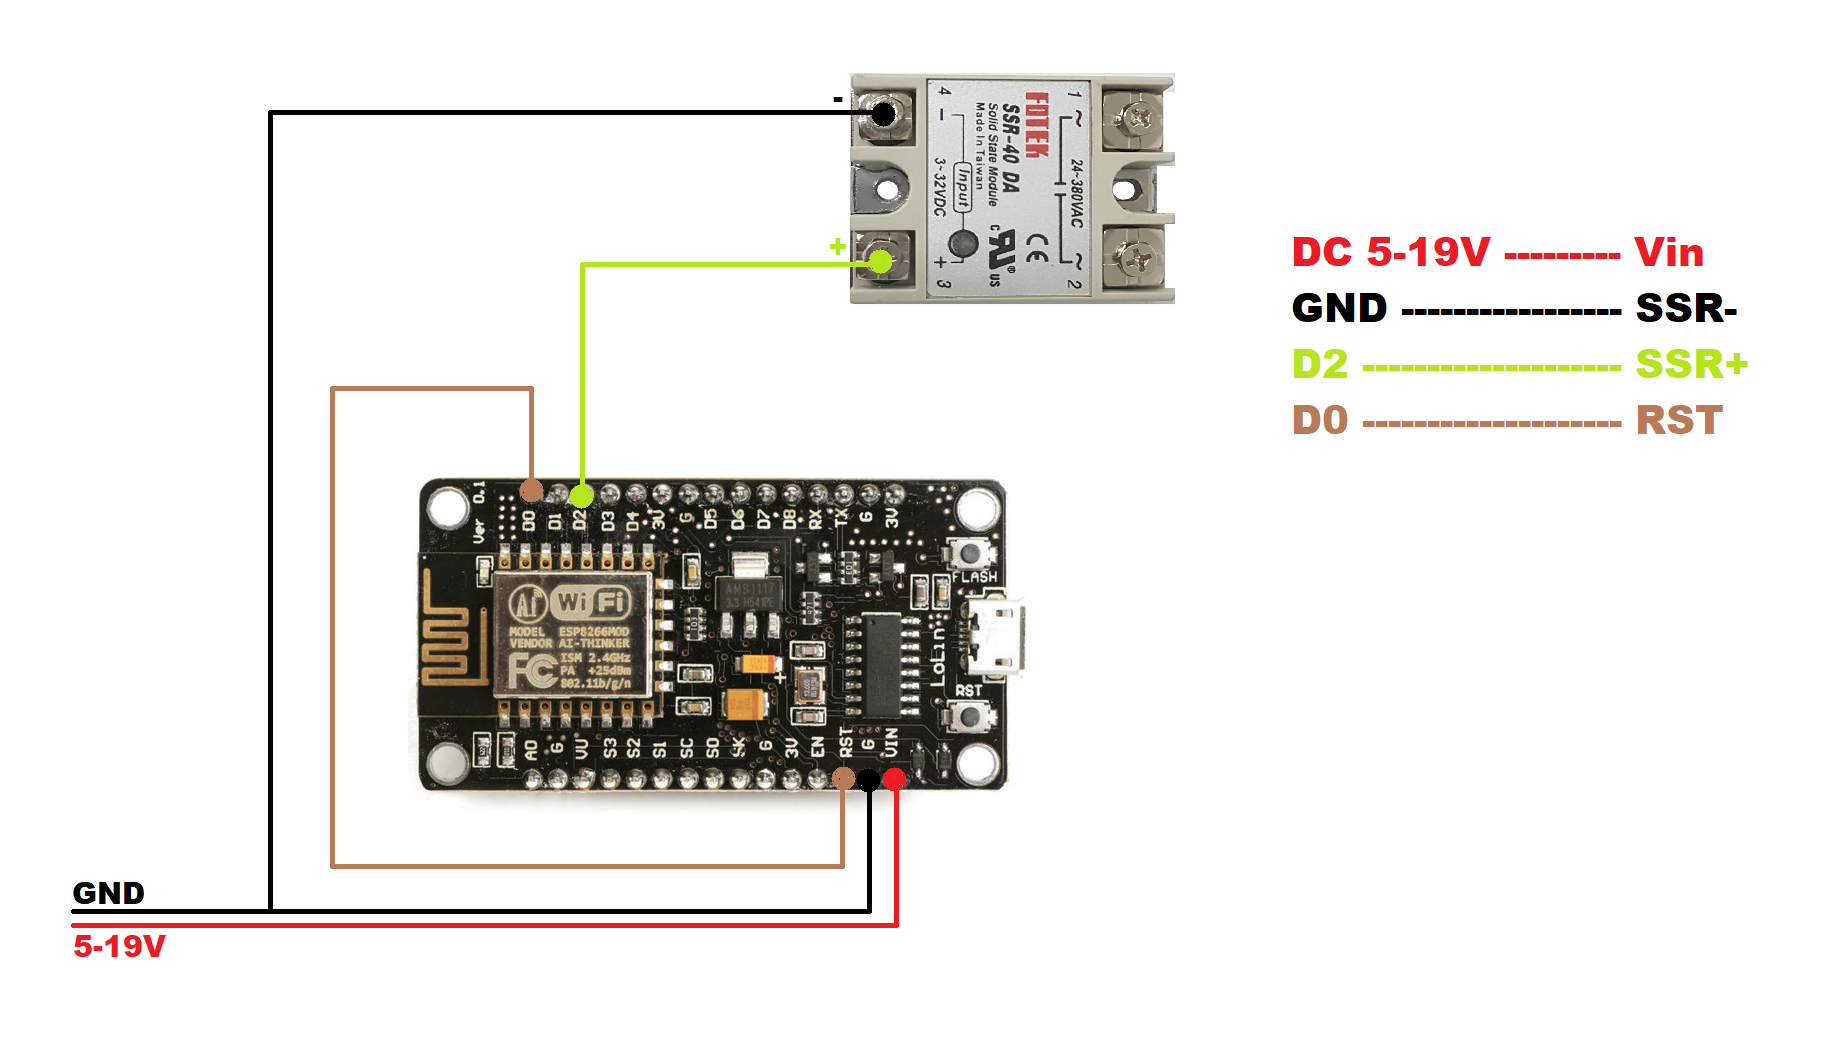 -
+
4 -
3~32VDC
Input
+ 3
Made in Taiwan
Solid State Module
SSR-40 DA
FOTEK
c UR ® US
CE
24~380VAC
1 ~
~ 2
DC 5-19V --------- Vin
GND ----------------- SSR-
D2 -------------------- SSR+
D0 -------------------- RST
Ver 0.1
D0 D1 D2 D3 D4 3V G D5 D6 D7 D8 RX TX G 3V
FLASH
Ai WiFi
MODEL ESP8266MOD
VENDOR AI-THINKER
FC ISM 2.4GHz
PA +25dBm
802.11b/g/n
AMS1117
LoLin
RST
A0 G VU S3 S2 S1 SC S0 SK G 3V EN RST G VIN
GND
5-19V